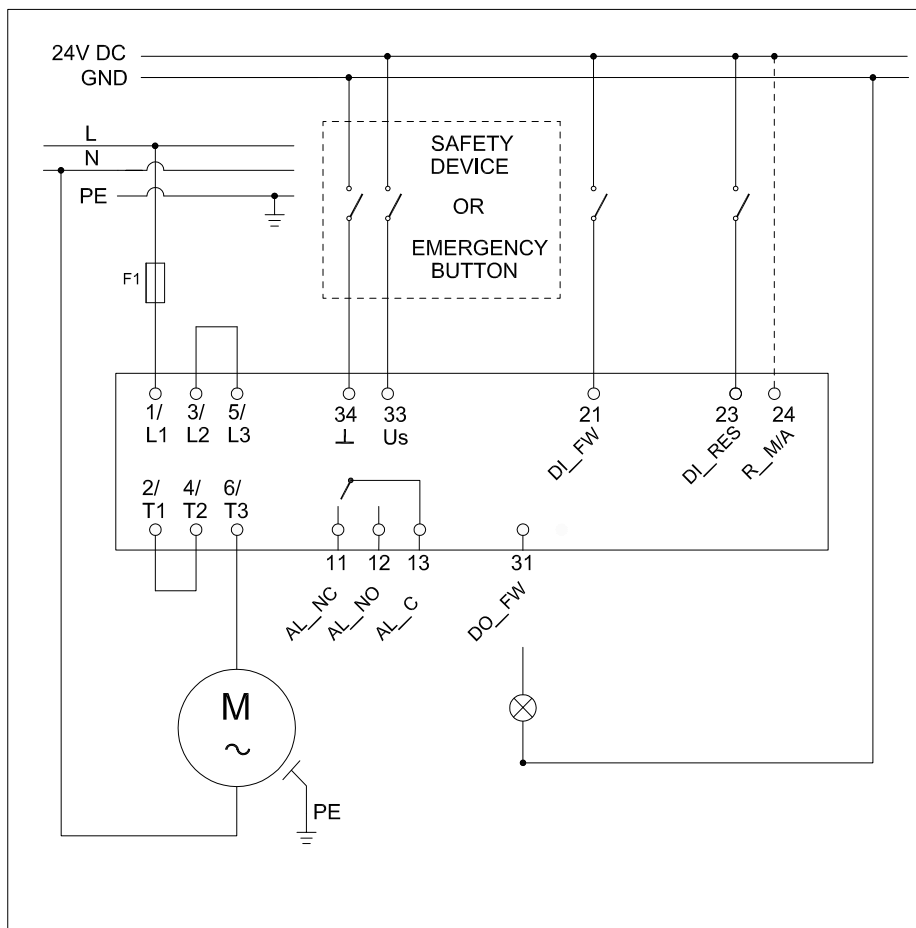 24V DC
GND
L
N
PE
SAFETY
DEVICE
OR
EMERGENCY
BUTTON
F1
1/
L1
3/
L2
5/
L3
34
33
Us
21
DI_FW
23
DI_RES
24
R_M/A
2/
T1
4/
T2
6/
T3
11
12
13
31
AL_NC
AL_NO
AL_C
DO_FW
M
PE